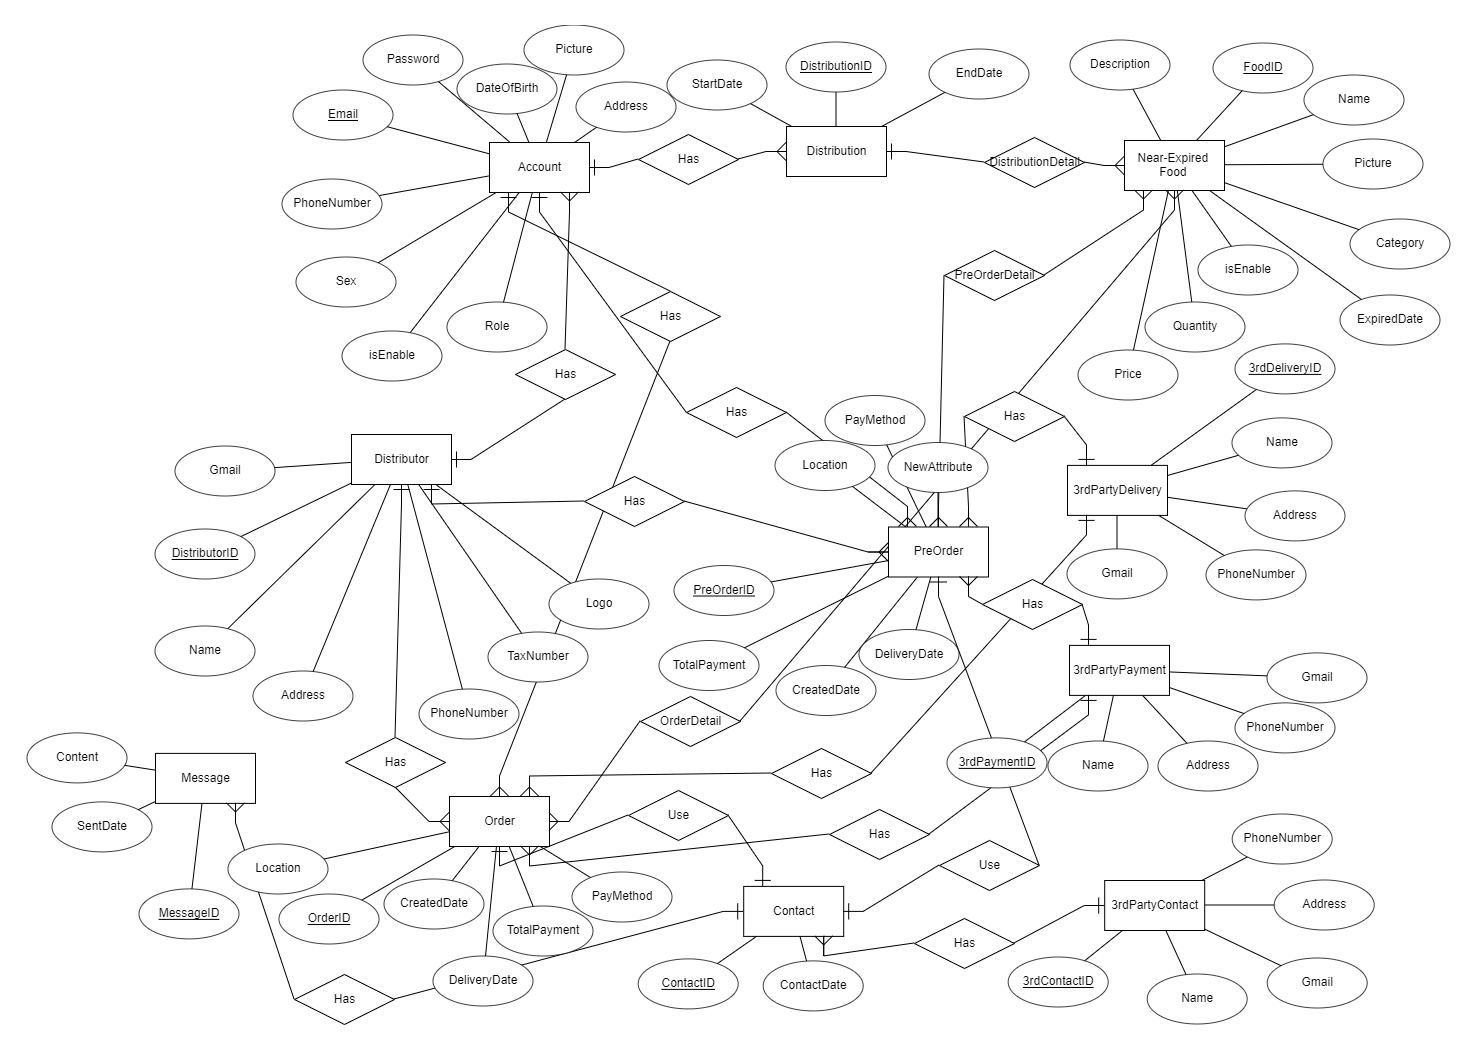 Picture
Password
DateOfBirth
Address
Email
StartDate
DistributionID
EndDate
Description
FoodID
Name
Account
Has
Distribution
DistributionDetail
Near-Expired
Food
Picture
PhoneNumber
Category
Sex
PreOrderDetail
isEnable
ExpiredDate
Role
Has
isEnable
Quantity
Has
Price
3rdDeliveryID
Has
PayMethod
Has
Name
Gmail
Distributor
Location
NewAttribute
3rdPartyDelivery
Has
Address
DistributorID
PreOrder
Gmail
PhoneNumber
PreOrderID
Logo
Has
Name
TaxNumber
TotalPayment
DeliveryDate
CreatedDate
3rdPartyPayment
Gmail
Address
PhoneNumber
OrderDetail
PhoneNumber
Content
Message
Has
Has
3rdPaymentID
Name
Address
SentDate
Order
Use
Has
PhoneNumber
Location
Use
MessageID
OrderID
CreatedDate
PayMethod
TotalPayment
Contact
3rdPartyContact
Address
Has
DeliveryDate
Has
ContactID
ContactDate
3rdContactID
Name
Gmail